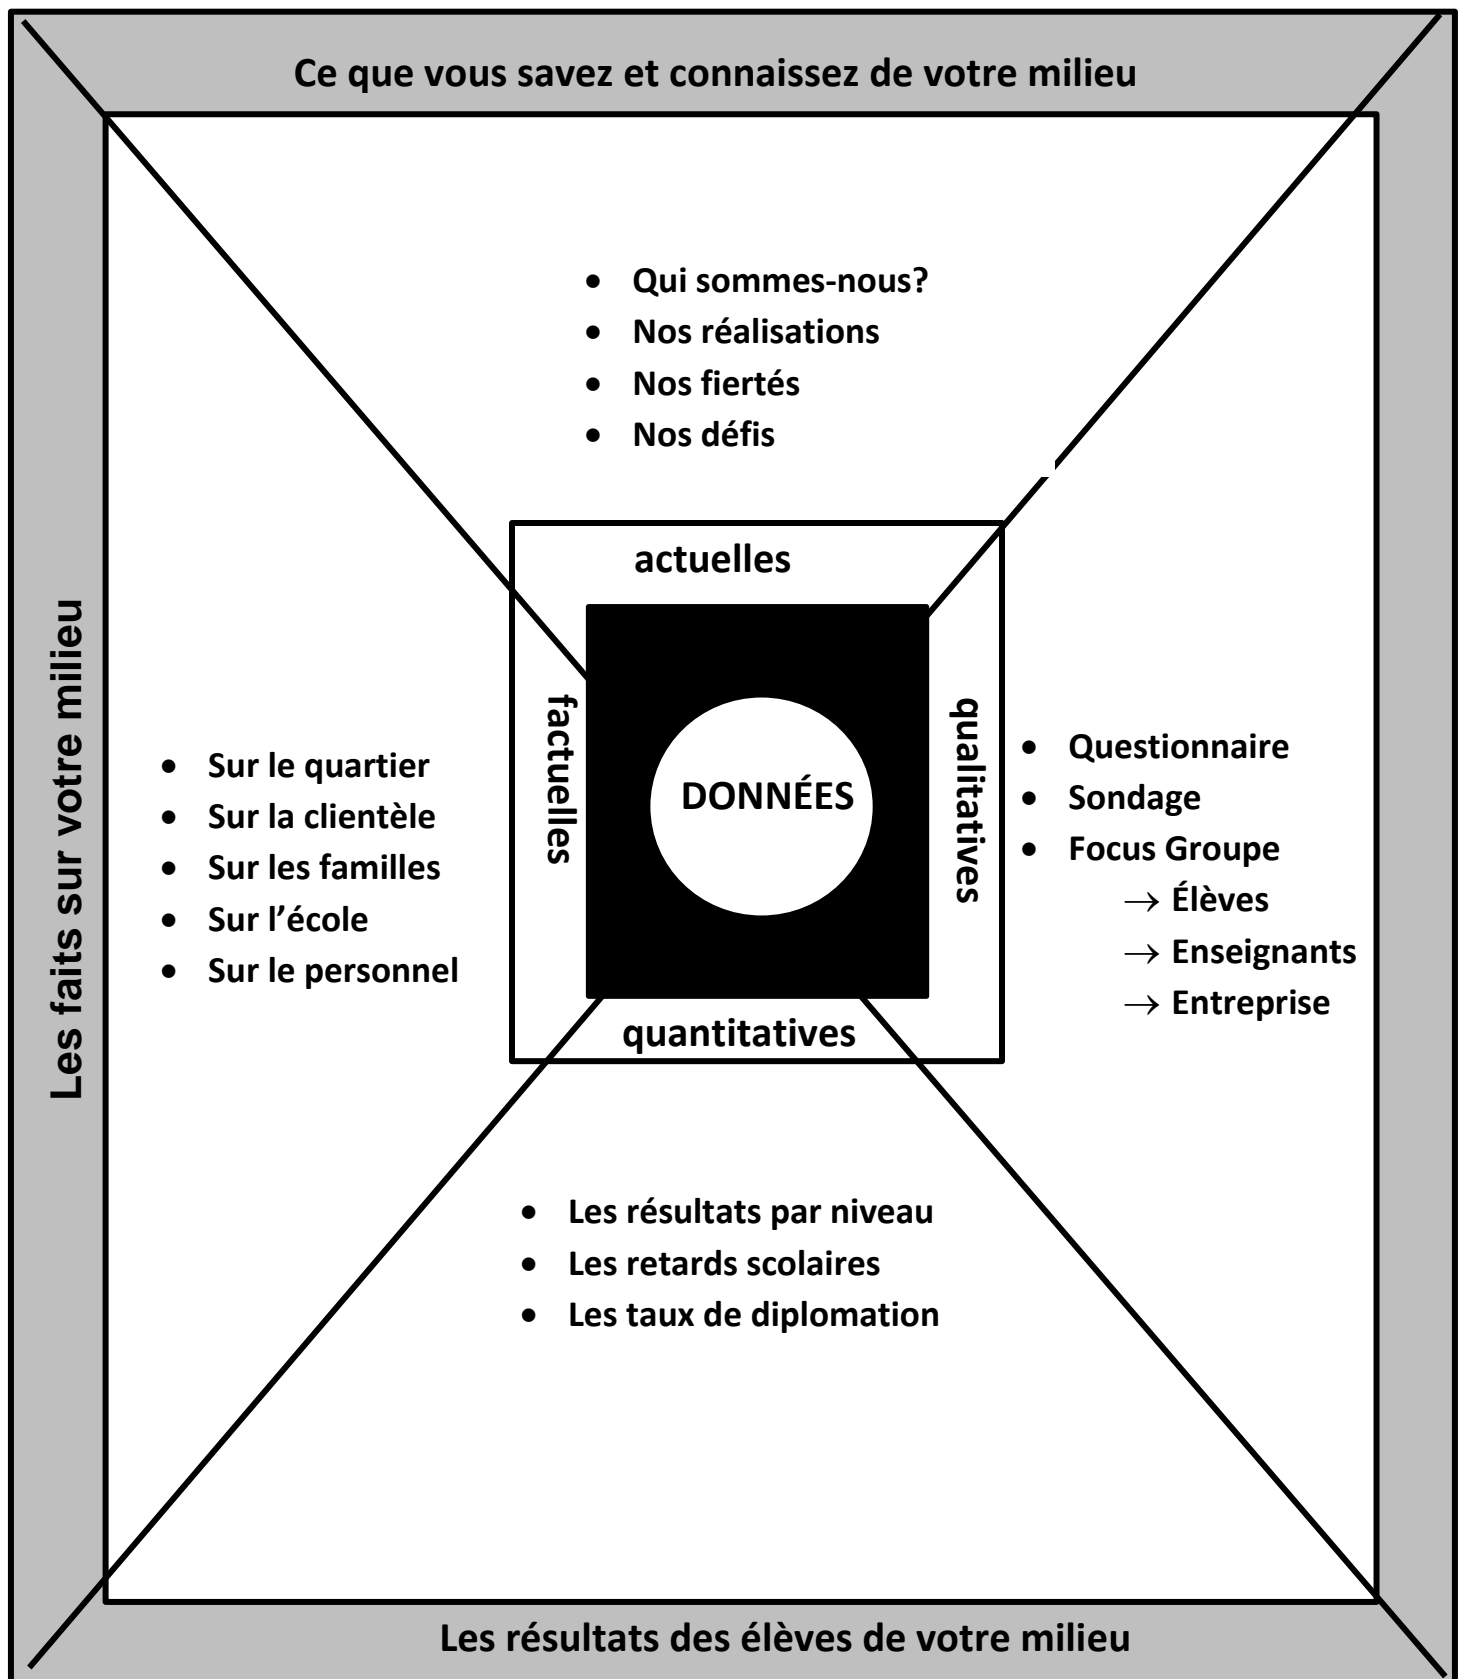 Ce que vous savez et connaissez de votre milieu
• Qui sommes-nous?
• Nos réalisations
• Nos fiertés
• Nos défis
actuelles
Les faits sur votre milieu
• Sur le quartier
• Sur la clientèle
• Sur les familles
• Sur l’école
• Sur le personnel
factuelles
DONNÉES
qualitatives
• Questionnaire
• Sondage
• Focus Groupe
→ Élèves
→ Enseignants
→ Entreprise
quantitatives
• Les résultats par niveau
• Les retards scolaires
• Les taux de diplomation
Les résultats des élèves de votre milieu